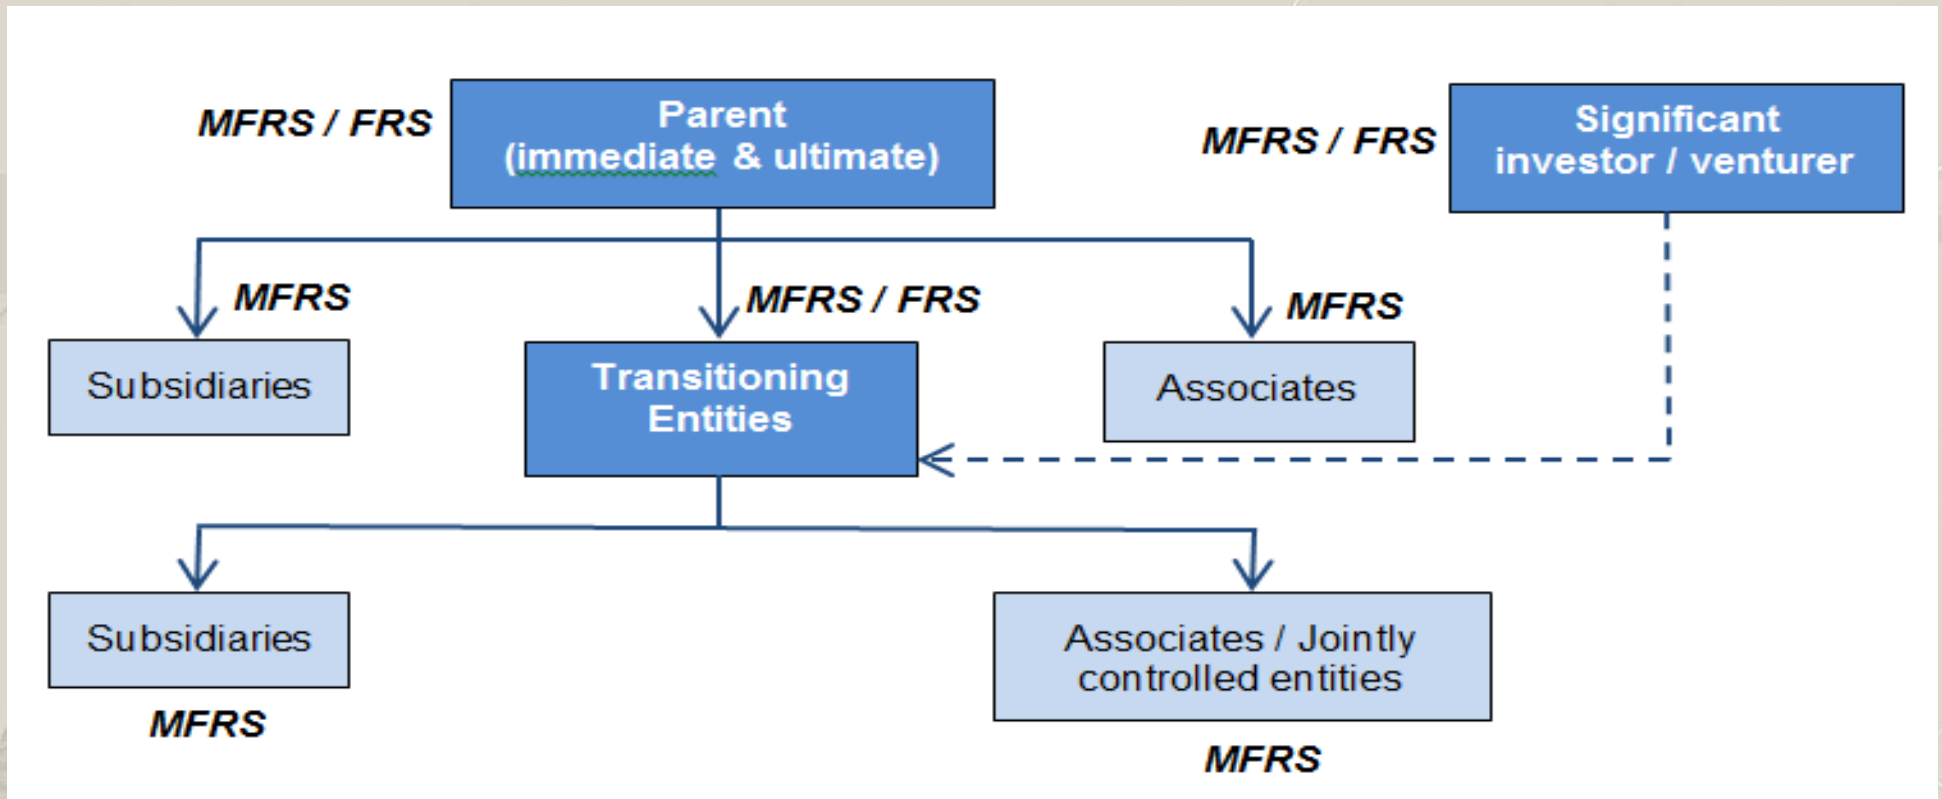 MFRS / FRS
Parent
(immediate & ultimate)
MFRS / FRS
Significant
investor / venturer
MFRS
MFRS / FRS
MFRS
Subsidiaries
Transitioning
Entities
Associates
Subsidiaries
Associates / Jointly
controlled entities
MFRS
MFRS